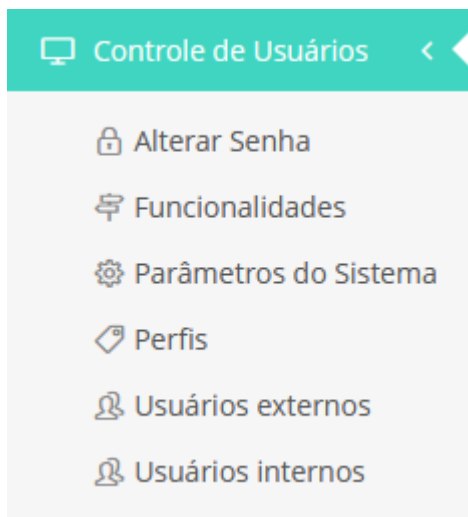 Controle de Usuários
Alterar Senha
Funcionalidades
Parâmetros do Sistema
Perfis
Usuários externos
Usuários internos